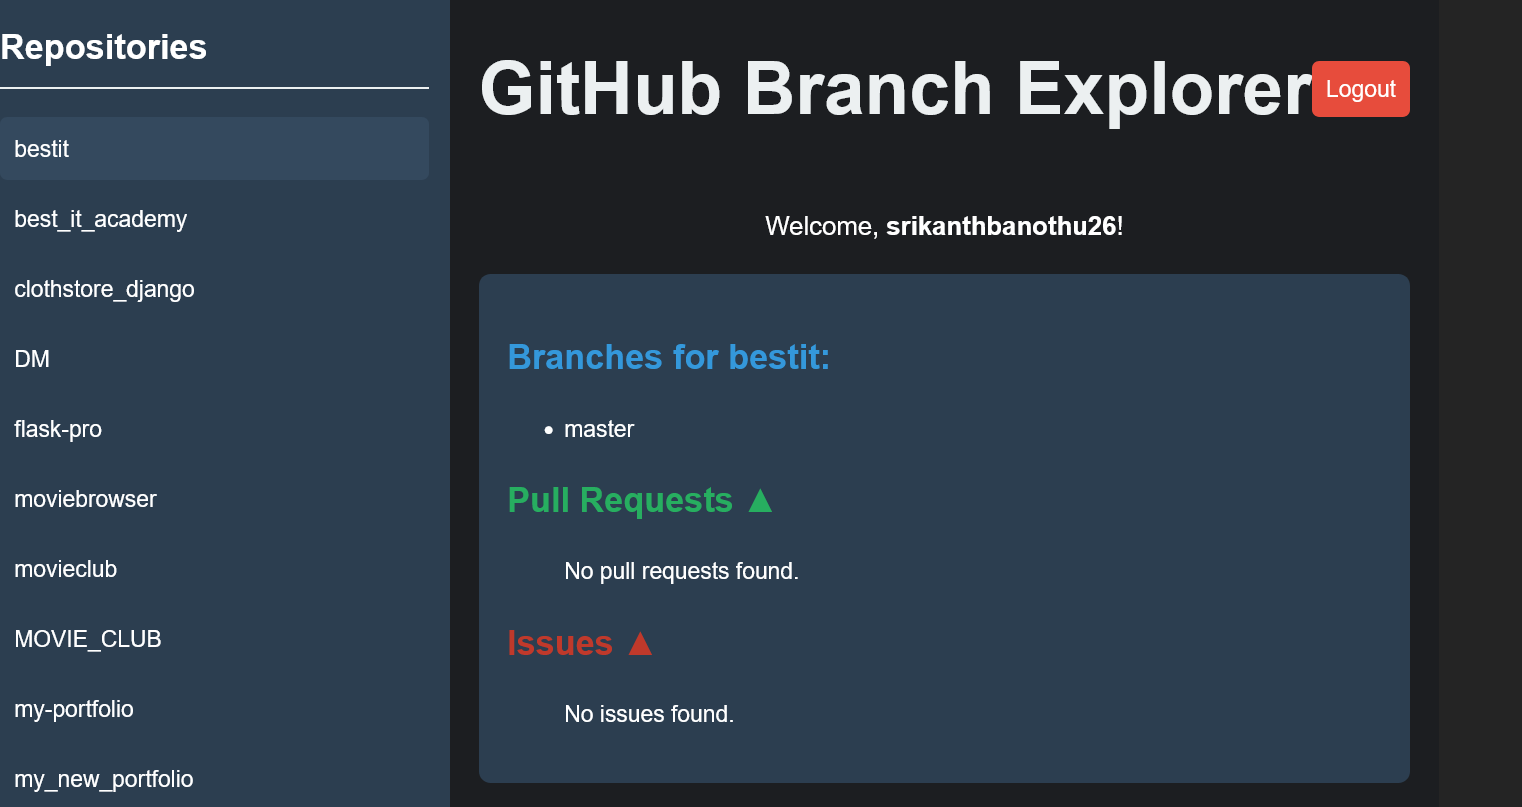 Repositories
bestit
best_it_academy
clothstore_django
DM
flask-pro
moviebrowser
movieclub
MOVIE_CLUB
my-portfolio
my_new_portfolio
GitHub Branch Explorer
Logout
Welcome, srikanthbanothu26!
Branches for bestit:
• master
Pull Requests ▲
No pull requests found.
Issues ▲
No issues found.